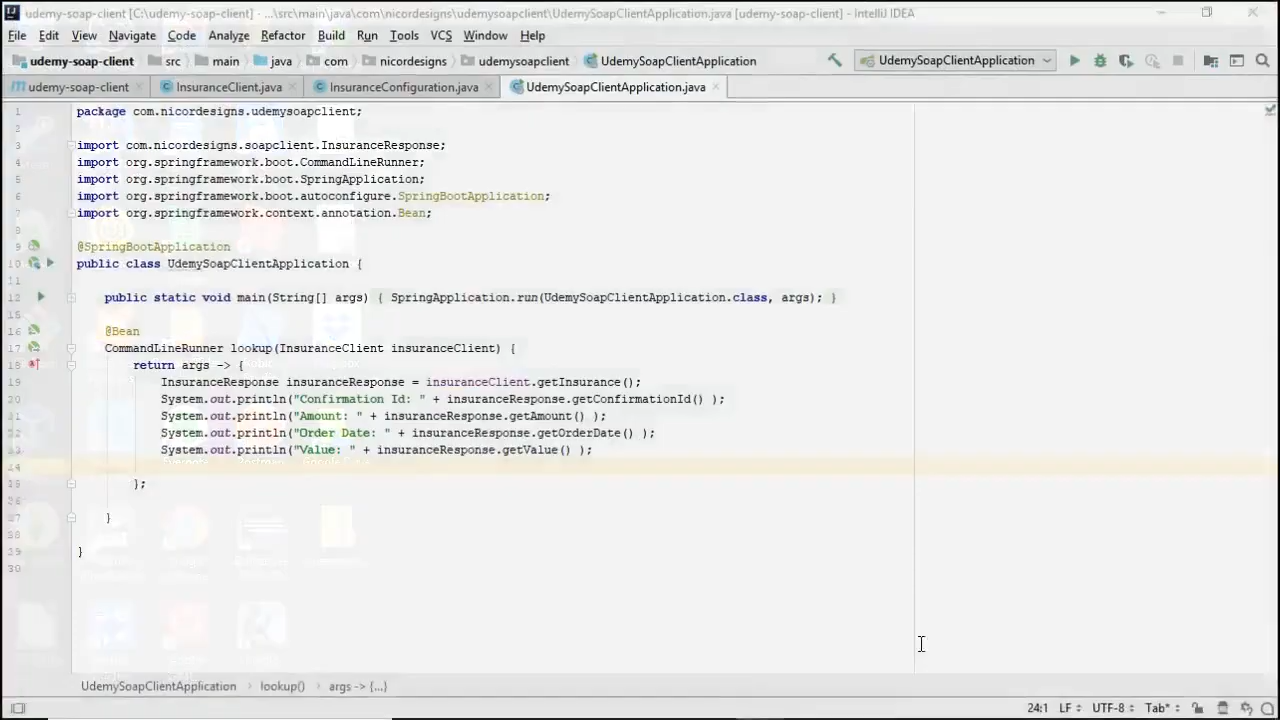 udemy-soap-client [C:\udemy-soap-client] - ...\src\main\java\com\nicordesigns\udemysoapclient\UdemySoapClientApplication.java [udemy-soap-client] - IntelliJ IDEA
File Edit View Navigate Code Analyze Refactor Build Run Tools VCS Window Help
udemy-soap-client src main java com nicordesigns udemysoapclient UdemySoapClientApplication UdemySoapClientApplication
udemy-soap-client InsuranceClient.java InsuranceConfiguration.java UdemySoapClientApplication.java
1 package com.nicordesigns.udemysoapclient;
2
3 import com.nicordesigns.soapclient.InsuranceResponse;
4 import org.springframework.boot.CommandLineRunner;
5 import org.springframework.boot.SpringApplication;
6 import org.springframework.boot.autoconfigure.SpringBootApplication;
7 import org.springframework.context.annotation.Bean;
8
9 @SpringBootApplication
10 public class UdemySoapClientApplication {
11
12 public static void main(String[] args) { SpringApplication.run(UdemySoapClientApplication.class, args); }
15
16 @Bean
17 CommandLineRunner lookup(InsuranceClient insuranceClient) {
18 return args -> {
19 InsuranceResponse insuranceResponse = insuranceClient.getInsurance();
20 System.out.println("Confirmation Id: " + insuranceResponse.getConfirmationId() );
21 System.out.println("Amount: " + insuranceResponse.getAmount() );
22 System.out.println("Order Date: " + insuranceResponse.getOrderDate() );
23 System.out.println("Value: " + insuranceResponse.getValue() );
24
25 };
26
27 }
28
29 }
30
UdemySoapClientApplication lookup() args -> {...}
24:1 LF UTF-8 Tab*